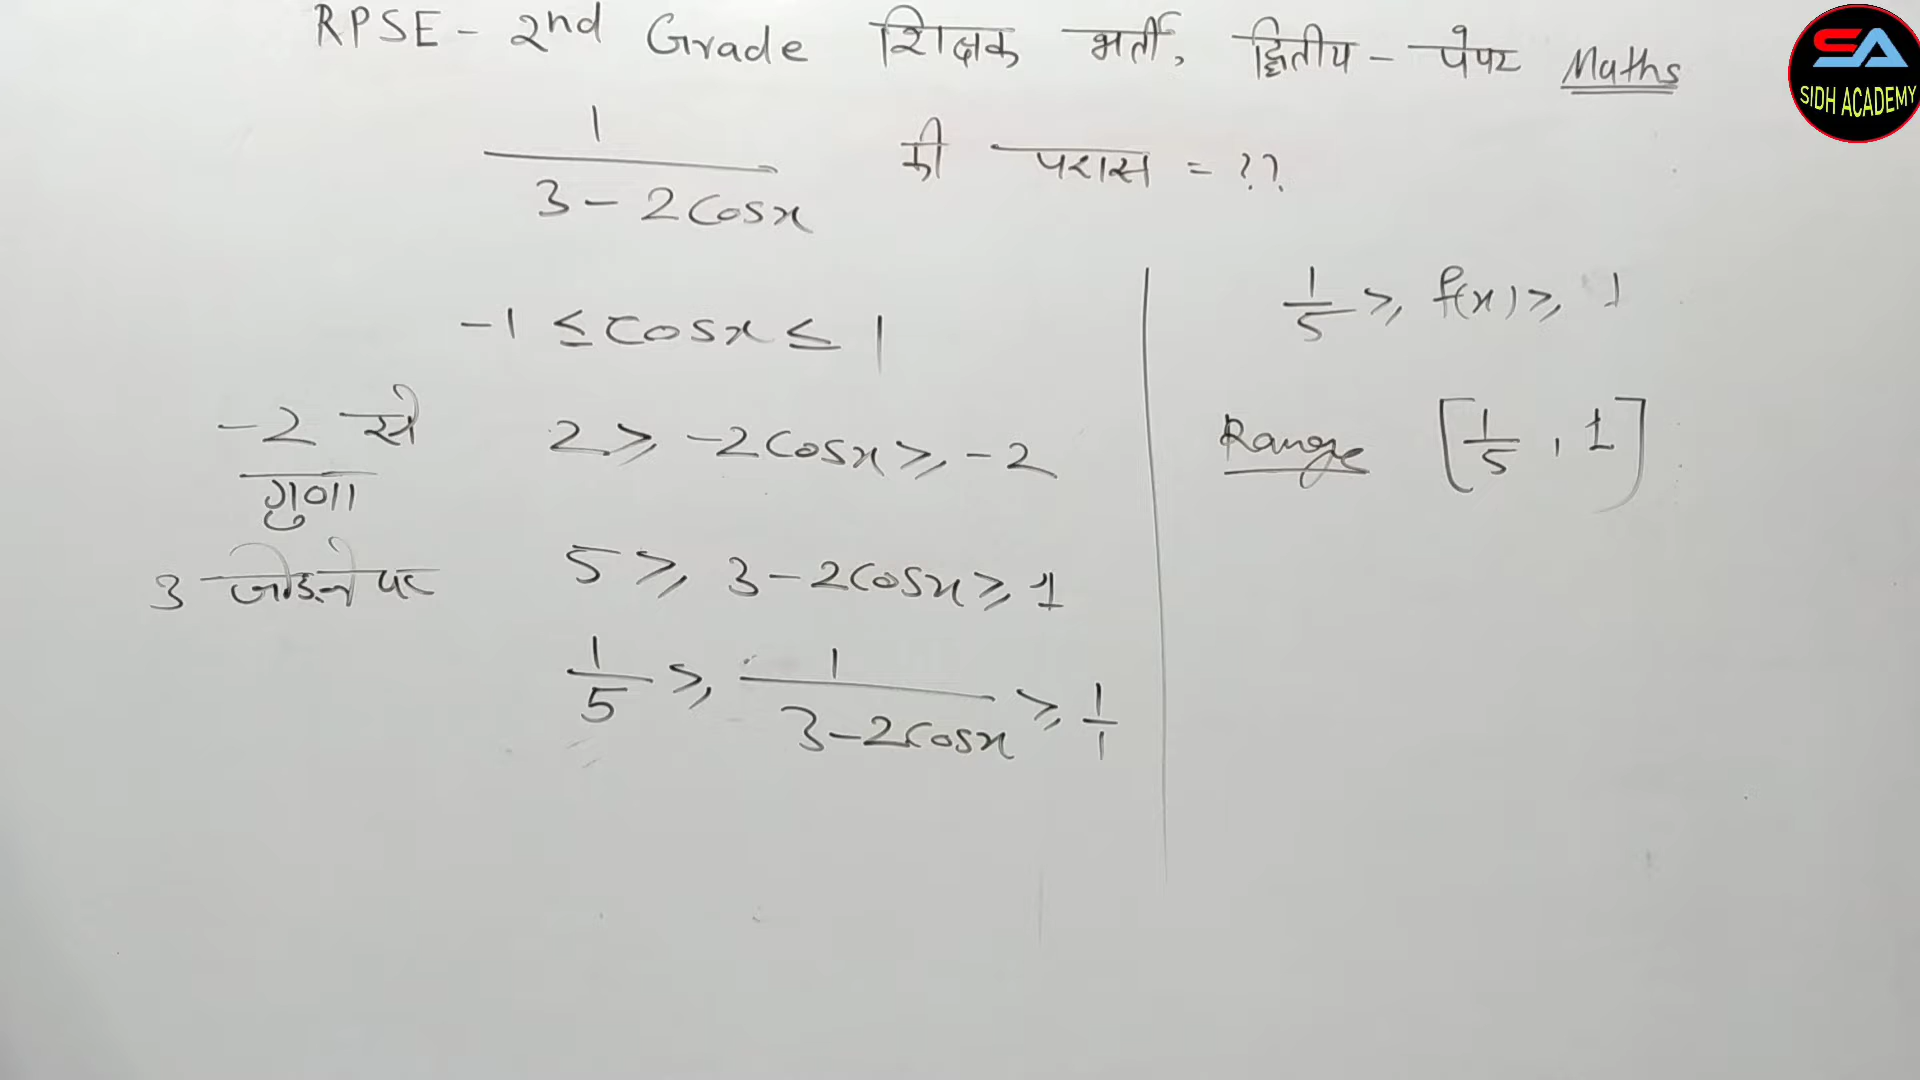 RPSE - 2nd Grade शिक्षक भर्ती, द्वितीय - पेपर Maths
SA
SIDH ACADEMY
1/(3 - 2cosx) की परास = ??
-1 ≤ cosx ≤ 1
-2 से गुणा
2 ≥ -2cosx ≥ -2
3 जोड़ने पर
5 ≥ 3 - 2cosx ≥ 1
1/5 ≥ 1/(3 - 2cosx) ≥ 1/1
1/5 ≥ f(x) ≥ 1
Range [1/5, 1]